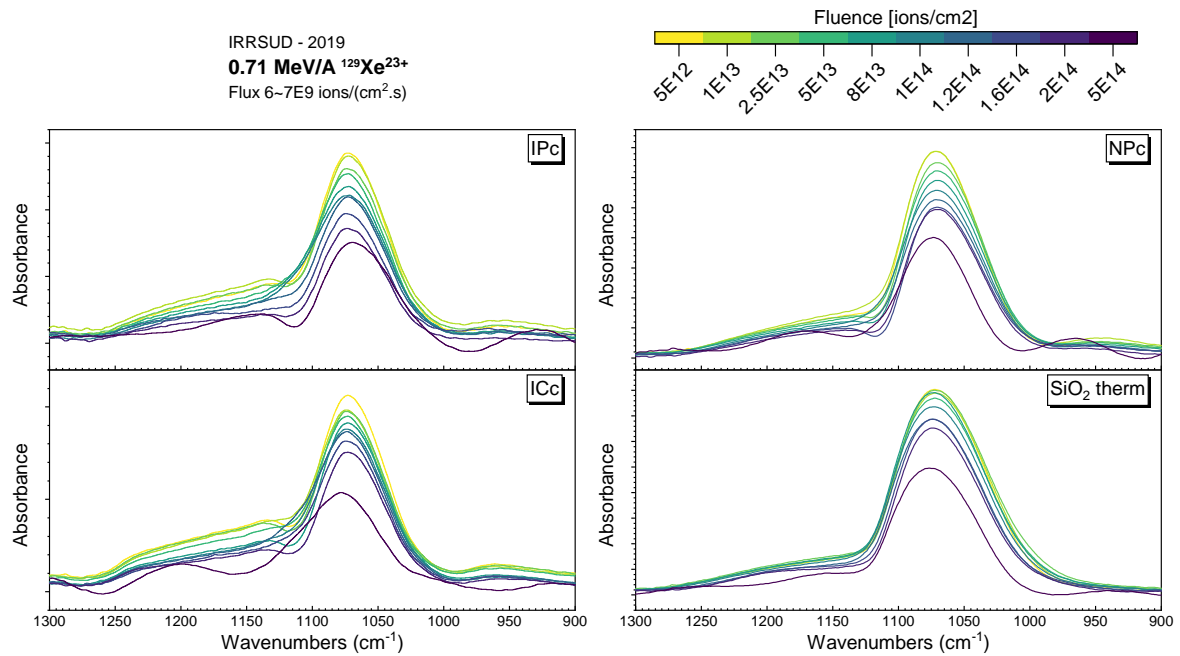 IRRSUD - 2019
0.71 MeV/A ¹²⁹Xe²³⁺
Flux 6~7E9 ions/(cm².s)
Fluence [ions/cm2]
5E12 1E13 2.5E13 5E13 8E13 1E14 1.2E14 1.6E14 2E14 5E14
IPc
Absorbance
NPc
Absorbance
ICc
Absorbance
1300 1250 1200 1150 1100 1050 1000 950 900
Wavenumbers (cm⁻¹)
SiO₂ therm
Absorbance
1300 1250 1200 1150 1100 1050 1000 950 900
Wavenumbers (cm⁻¹)